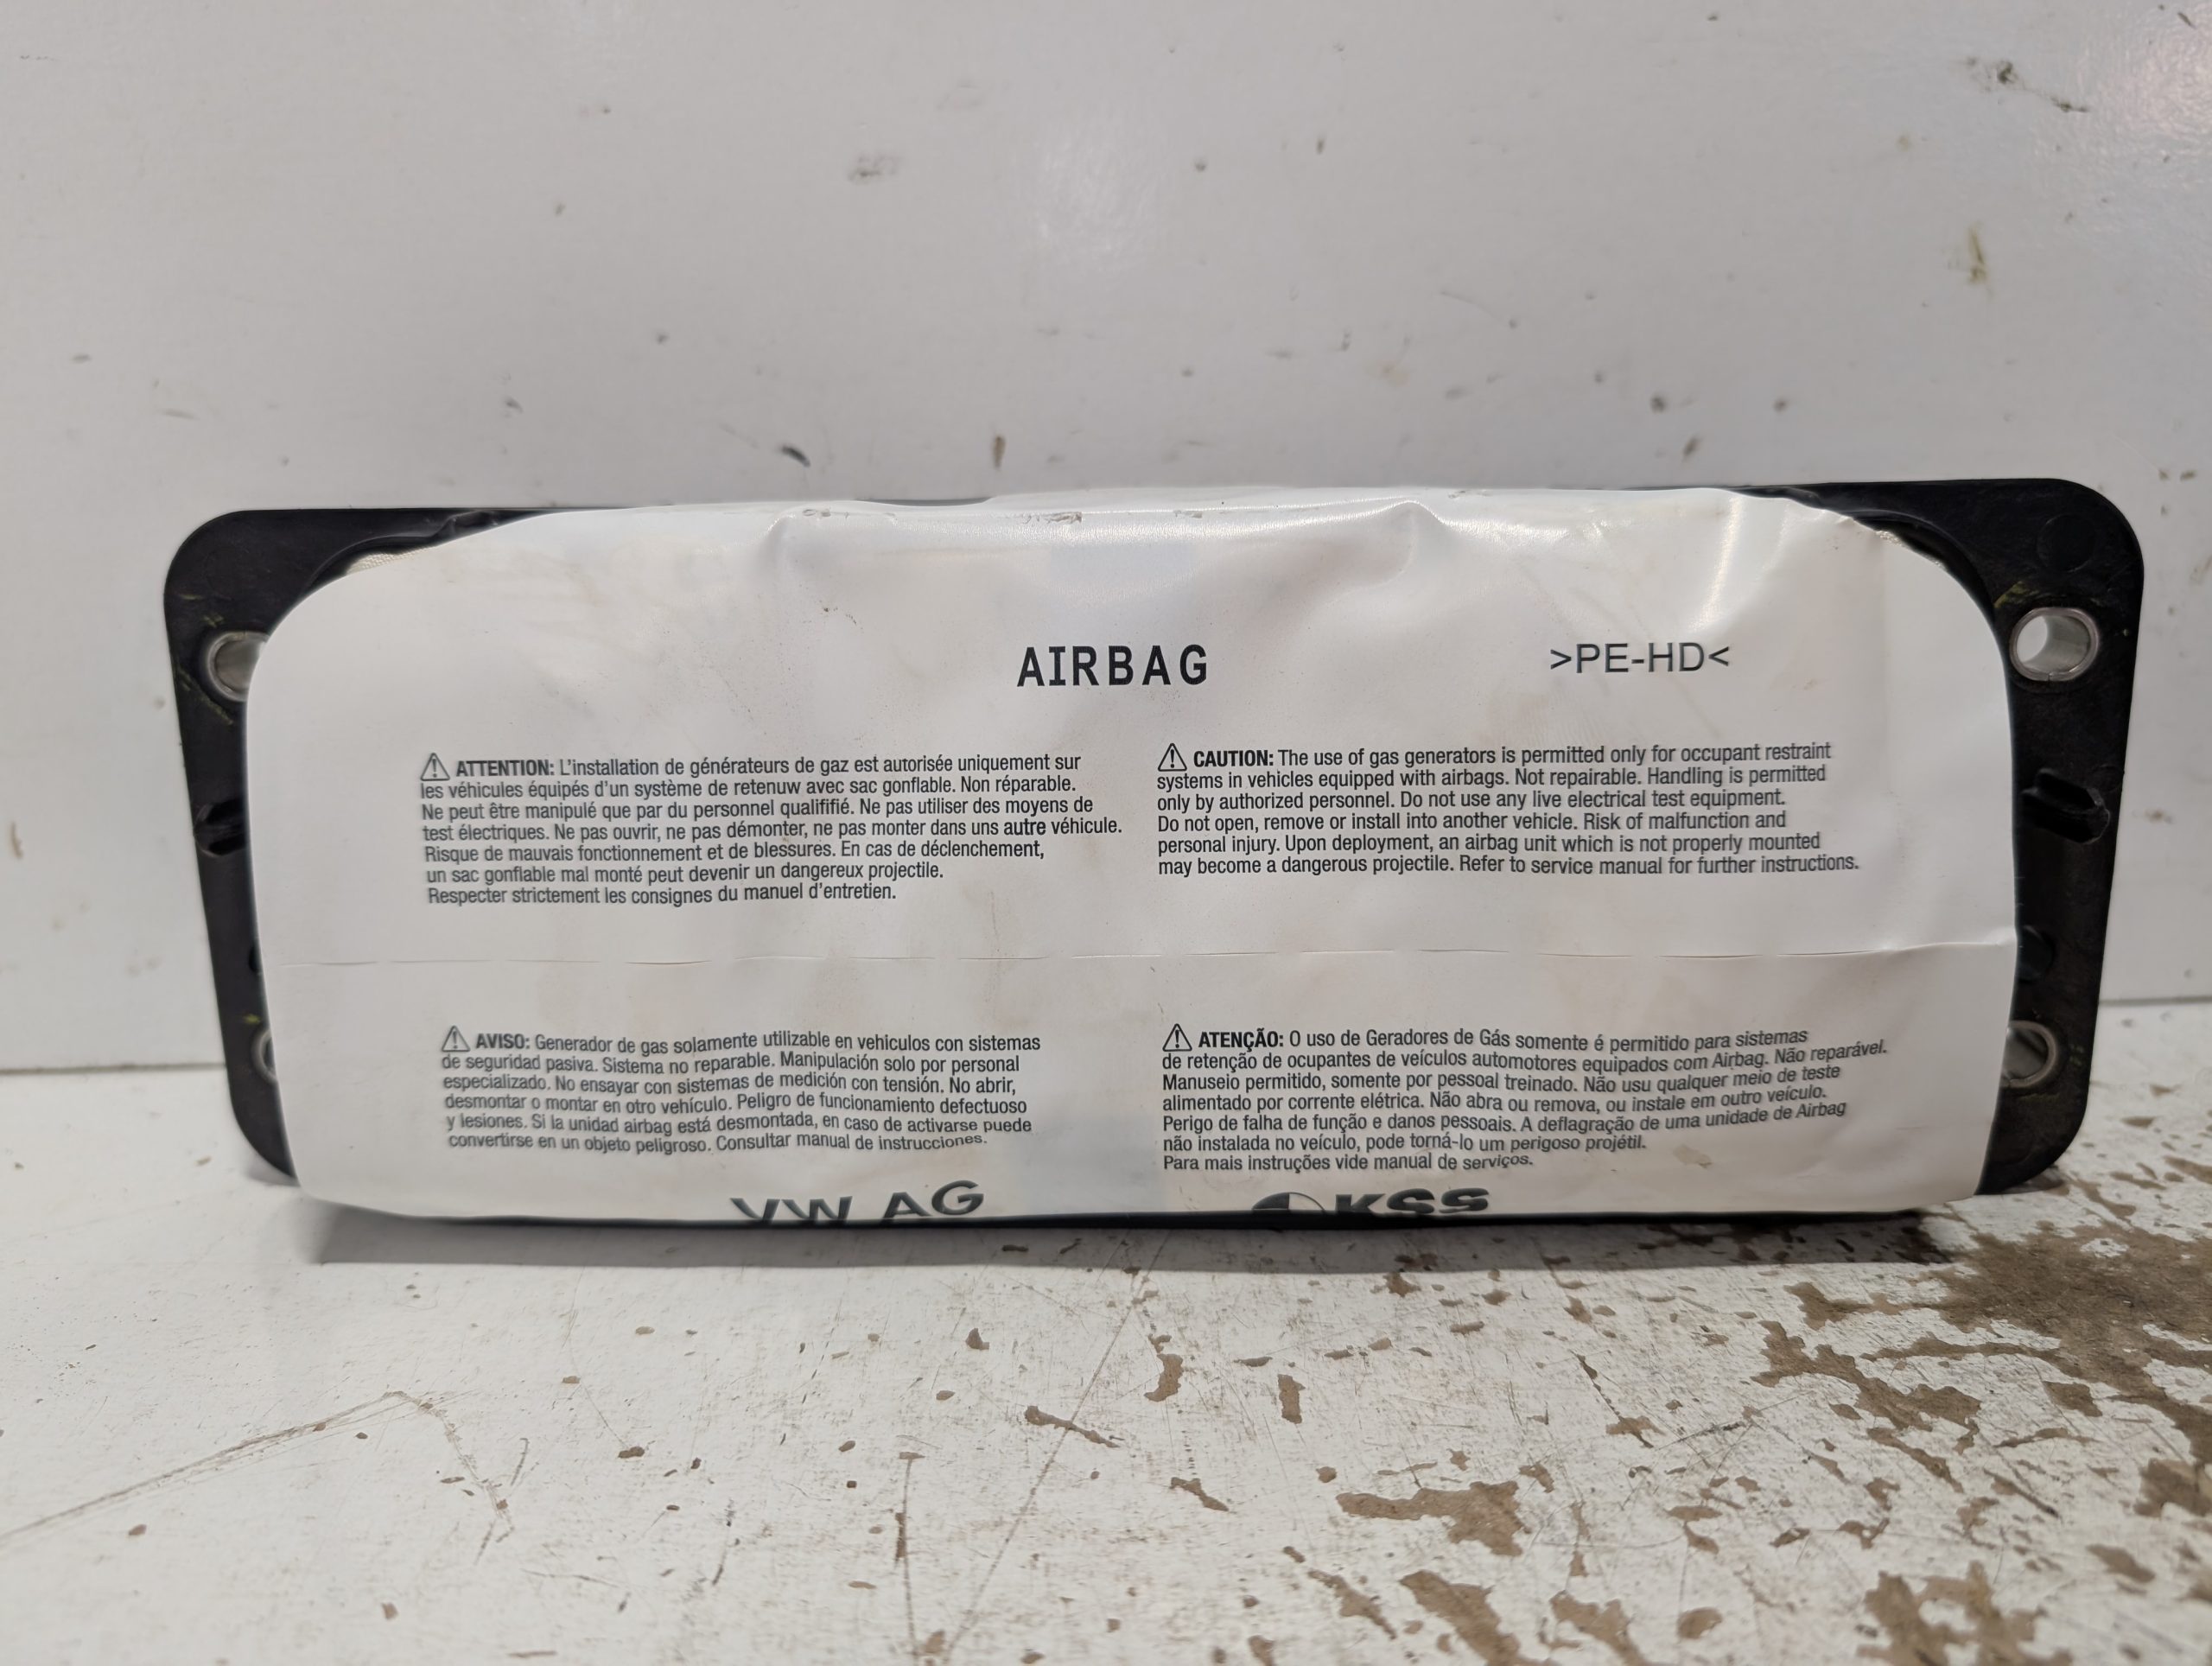 AIRBAG
>PE-HD<
ATTENTION: L'installation de générateurs de gaz est autorisée uniquement sur
les véhicules équipés d'un système de retenuw avec sac gonflable. Non réparable.
Ne peut être manipulé que par du personnel qualififié. Ne pas utiliser des moyens de
test électriques. Ne pas ouvrir, ne pas démonter, ne pas monter dans uns autre véhicule.
Risque de mauvais fonctionnement et de blessures. En cas de déclenchement,
un sac gonflable mal monté peut devenir un dangereux projectile.
Respecter strictement les consignes du manuel d'entretien.
CAUTION: The use of gas generators is permitted only for occupant restraint
systems in vehicles equipped with airbags. Not repairable. Handling is permitted
only by authorized personnel. Do not use any live electrical test equipment.
Do not open, remove or install into another vehicle. Risk of malfunction and
personal injury. Upon deployment, an airbag unit which is not properly mounted
may become a dangerous projectile. Refer to service manual for further instructions.
AVISO: Generador de gas solamente utilizable en vehiculos con sistemas
de seguridad pasiva. Sistema no reparable. Manipulación solo por personal
especializado. No ensayar con sistemas de medición con tensión. No abrir,
desmontar o montar en otro vehículo. Peligro de funcionamiento defectuoso
y lesiones. Si la unidad airbag está desmontada, en caso de activarse puede
convertirse en un objeto peligroso. Consultar manual de instrucciones.
ATENÇÃO: O uso de Geradores de Gás somente é permitido para sistemas
de retenção de ocupantes de veículos automotores equipados com Airbag. Não reparável.
Manuseio permitido, somente por pessoal treinado. Não usu qualquer meio de teste
alimentado por corrente elétrica. Não abra ou remova, ou instale em outro veículo.
Perigo de falha de função e danos pessoais. A deflagração de uma unidade de Airbag
não instalada no veículo, pode torná-lo um perigoso projétil.
Para mais instruções vide manual de serviços.
VW AG
KSS